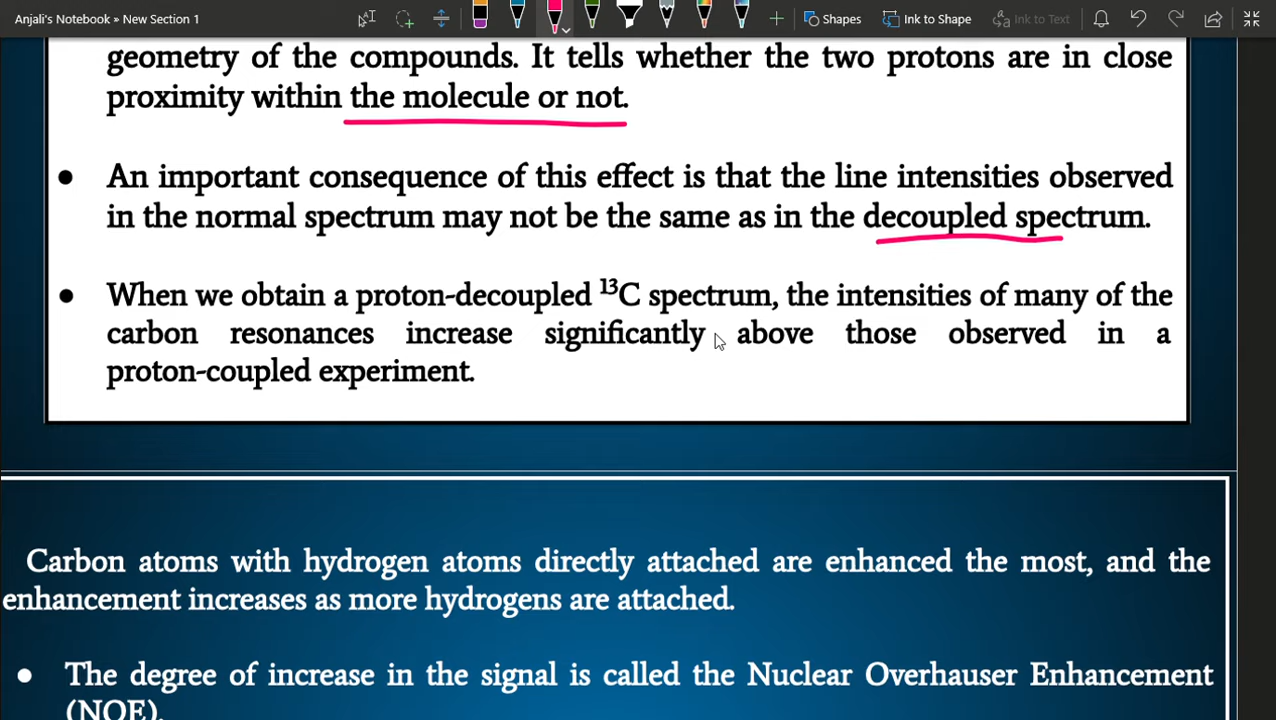 Anjali's Notebook » New Section 1
Shapes
Ink to Shape
Ink to Text
geometry of the compounds. It tells whether the two protons are in close
proximity within the molecule or not.
● An important consequence of this effect is that the line intensities observed
in the normal spectrum may not be the same as in the decoupled spectrum.
● When we obtain a proton-decoupled ¹³C spectrum, the intensities of many of the
carbon resonances increase significantly above those observed in a
proton-coupled experiment.
Carbon atoms with hydrogen atoms directly attached are enhanced the most, and the
enhancement increases as more hydrogens are attached.
● The degree of increase in the signal is called the Nuclear Overhauser Enhancement
(NOE).